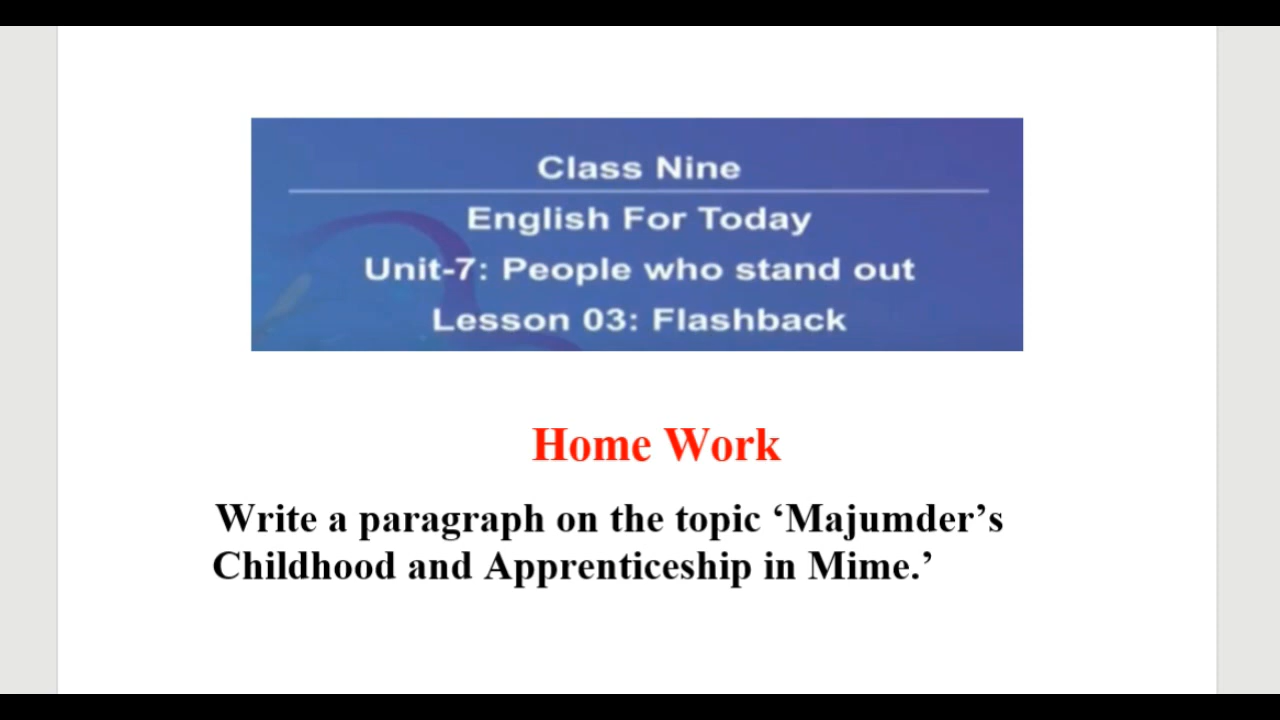 Class Nine
English For Today
Unit-7: People who stand out
Lesson 03: Flashback
Home Work
Write a paragraph on the topic ‘Majumder’s
Childhood and Apprenticeship in Mime.’